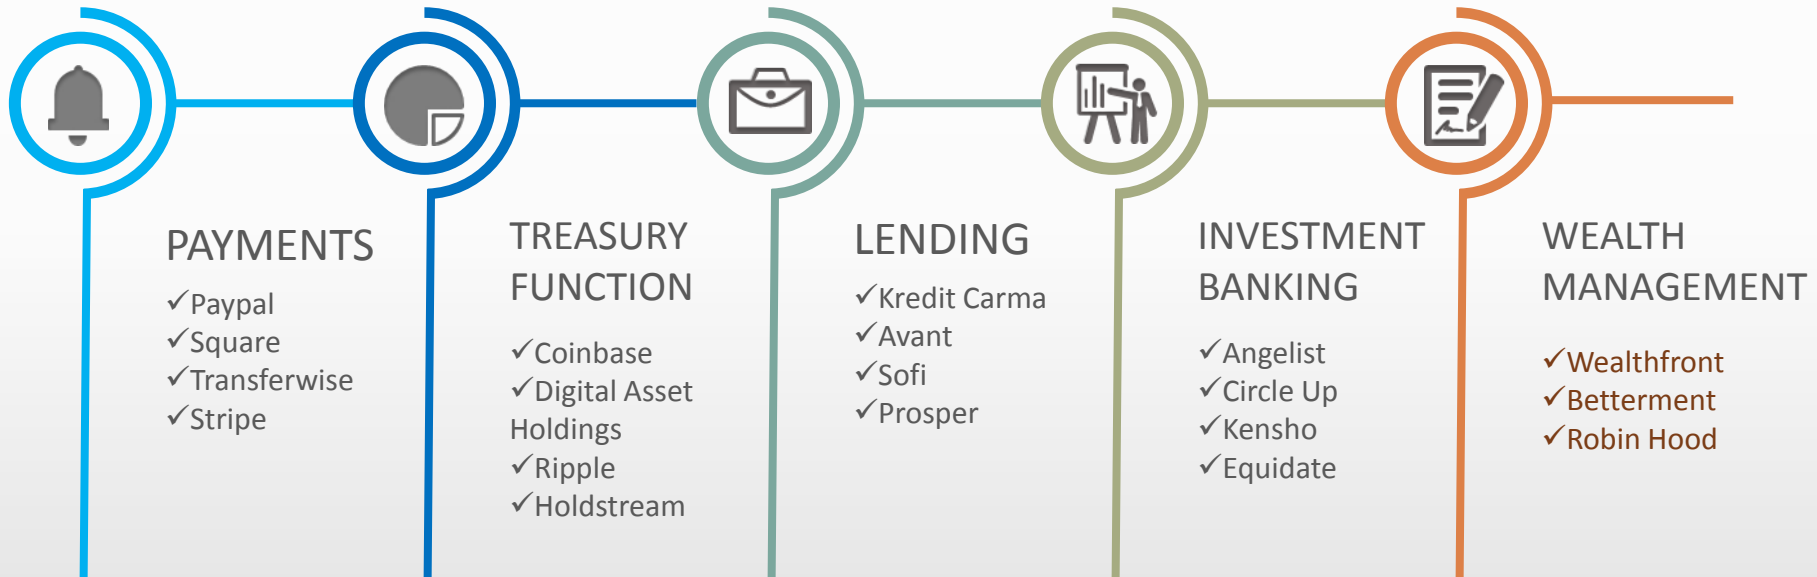 PAYMENTS
✓Paypal
✓Square
✓Transferwise
✓Stripe
TREASURY
FUNCTION
✓Coinbase
✓Digital Asset
Holdings
✓Ripple
✓Holdstream
LENDING
✓Kredit Carma
✓Avant
✓Sofi
✓Prosper
INVESTMENT
BANKING
✓Angelist
✓Circle Up
✓Kensho
✓Equidate
WEALTH
MANAGEMENT
✓Wealthfront
✓Betterment
✓Robin Hood